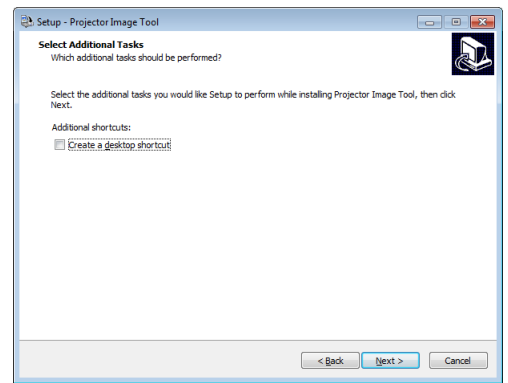 Setup - Projector Image Tool
Select Additional Tasks
Which additional tasks should be performed?
Select the additional tasks you would like Setup to perform while installing Projector Image Tool, then click
Next.
Additional shortcuts:
Create a desktop shortcut
< Back Next > Cancel